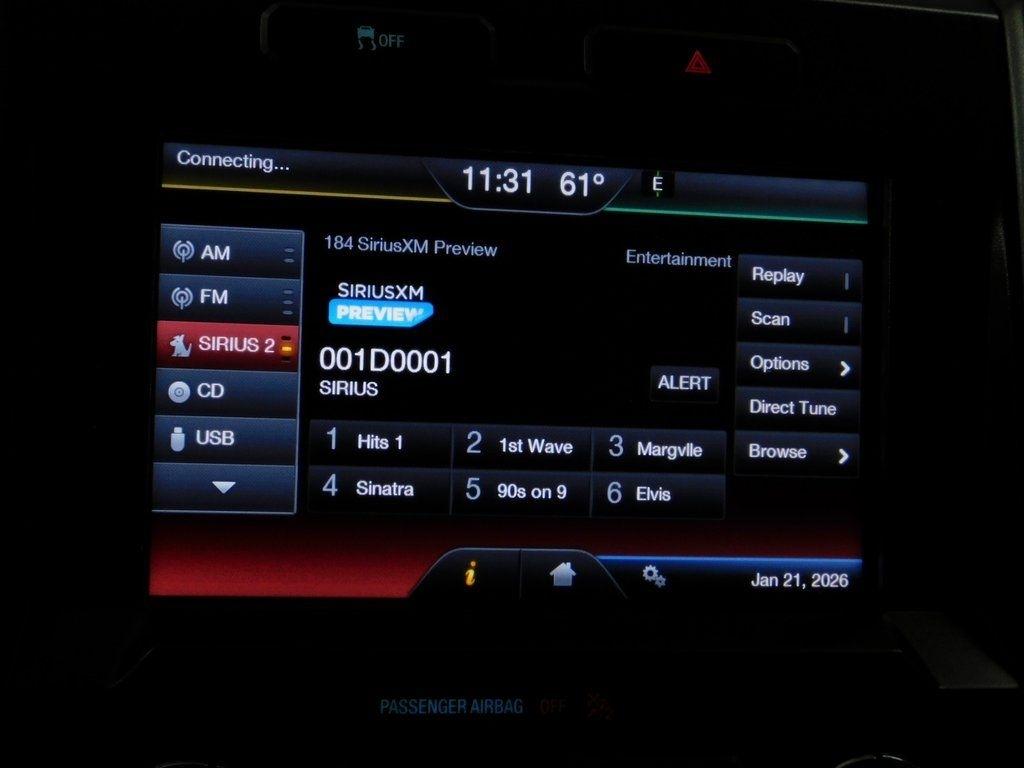 OFF
Connecting...
11:31 61° E
184 SiriusXM Preview
Entertainment
AM
FM
SIRIUS 2
CD
USB
SIRIUSXM
PREVIEW
001D0001
SIRIUS
ALERT
Replay
Scan
Options
Direct Tune
Browse
1 Hits 1 2 1st Wave 3 Margvlle
4 Sinatra 5 90s on 9 6 Elvis
i
Jan 21, 2026
PASSENGER AIRBAG OFF